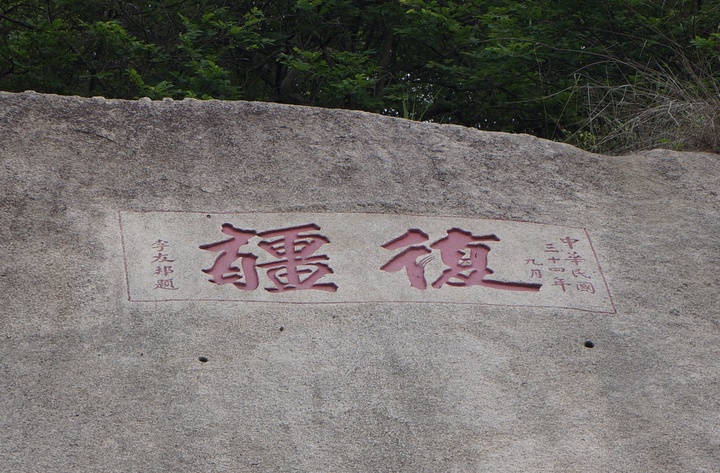 中華民國
三十四年
九月
復疆
李友邦題